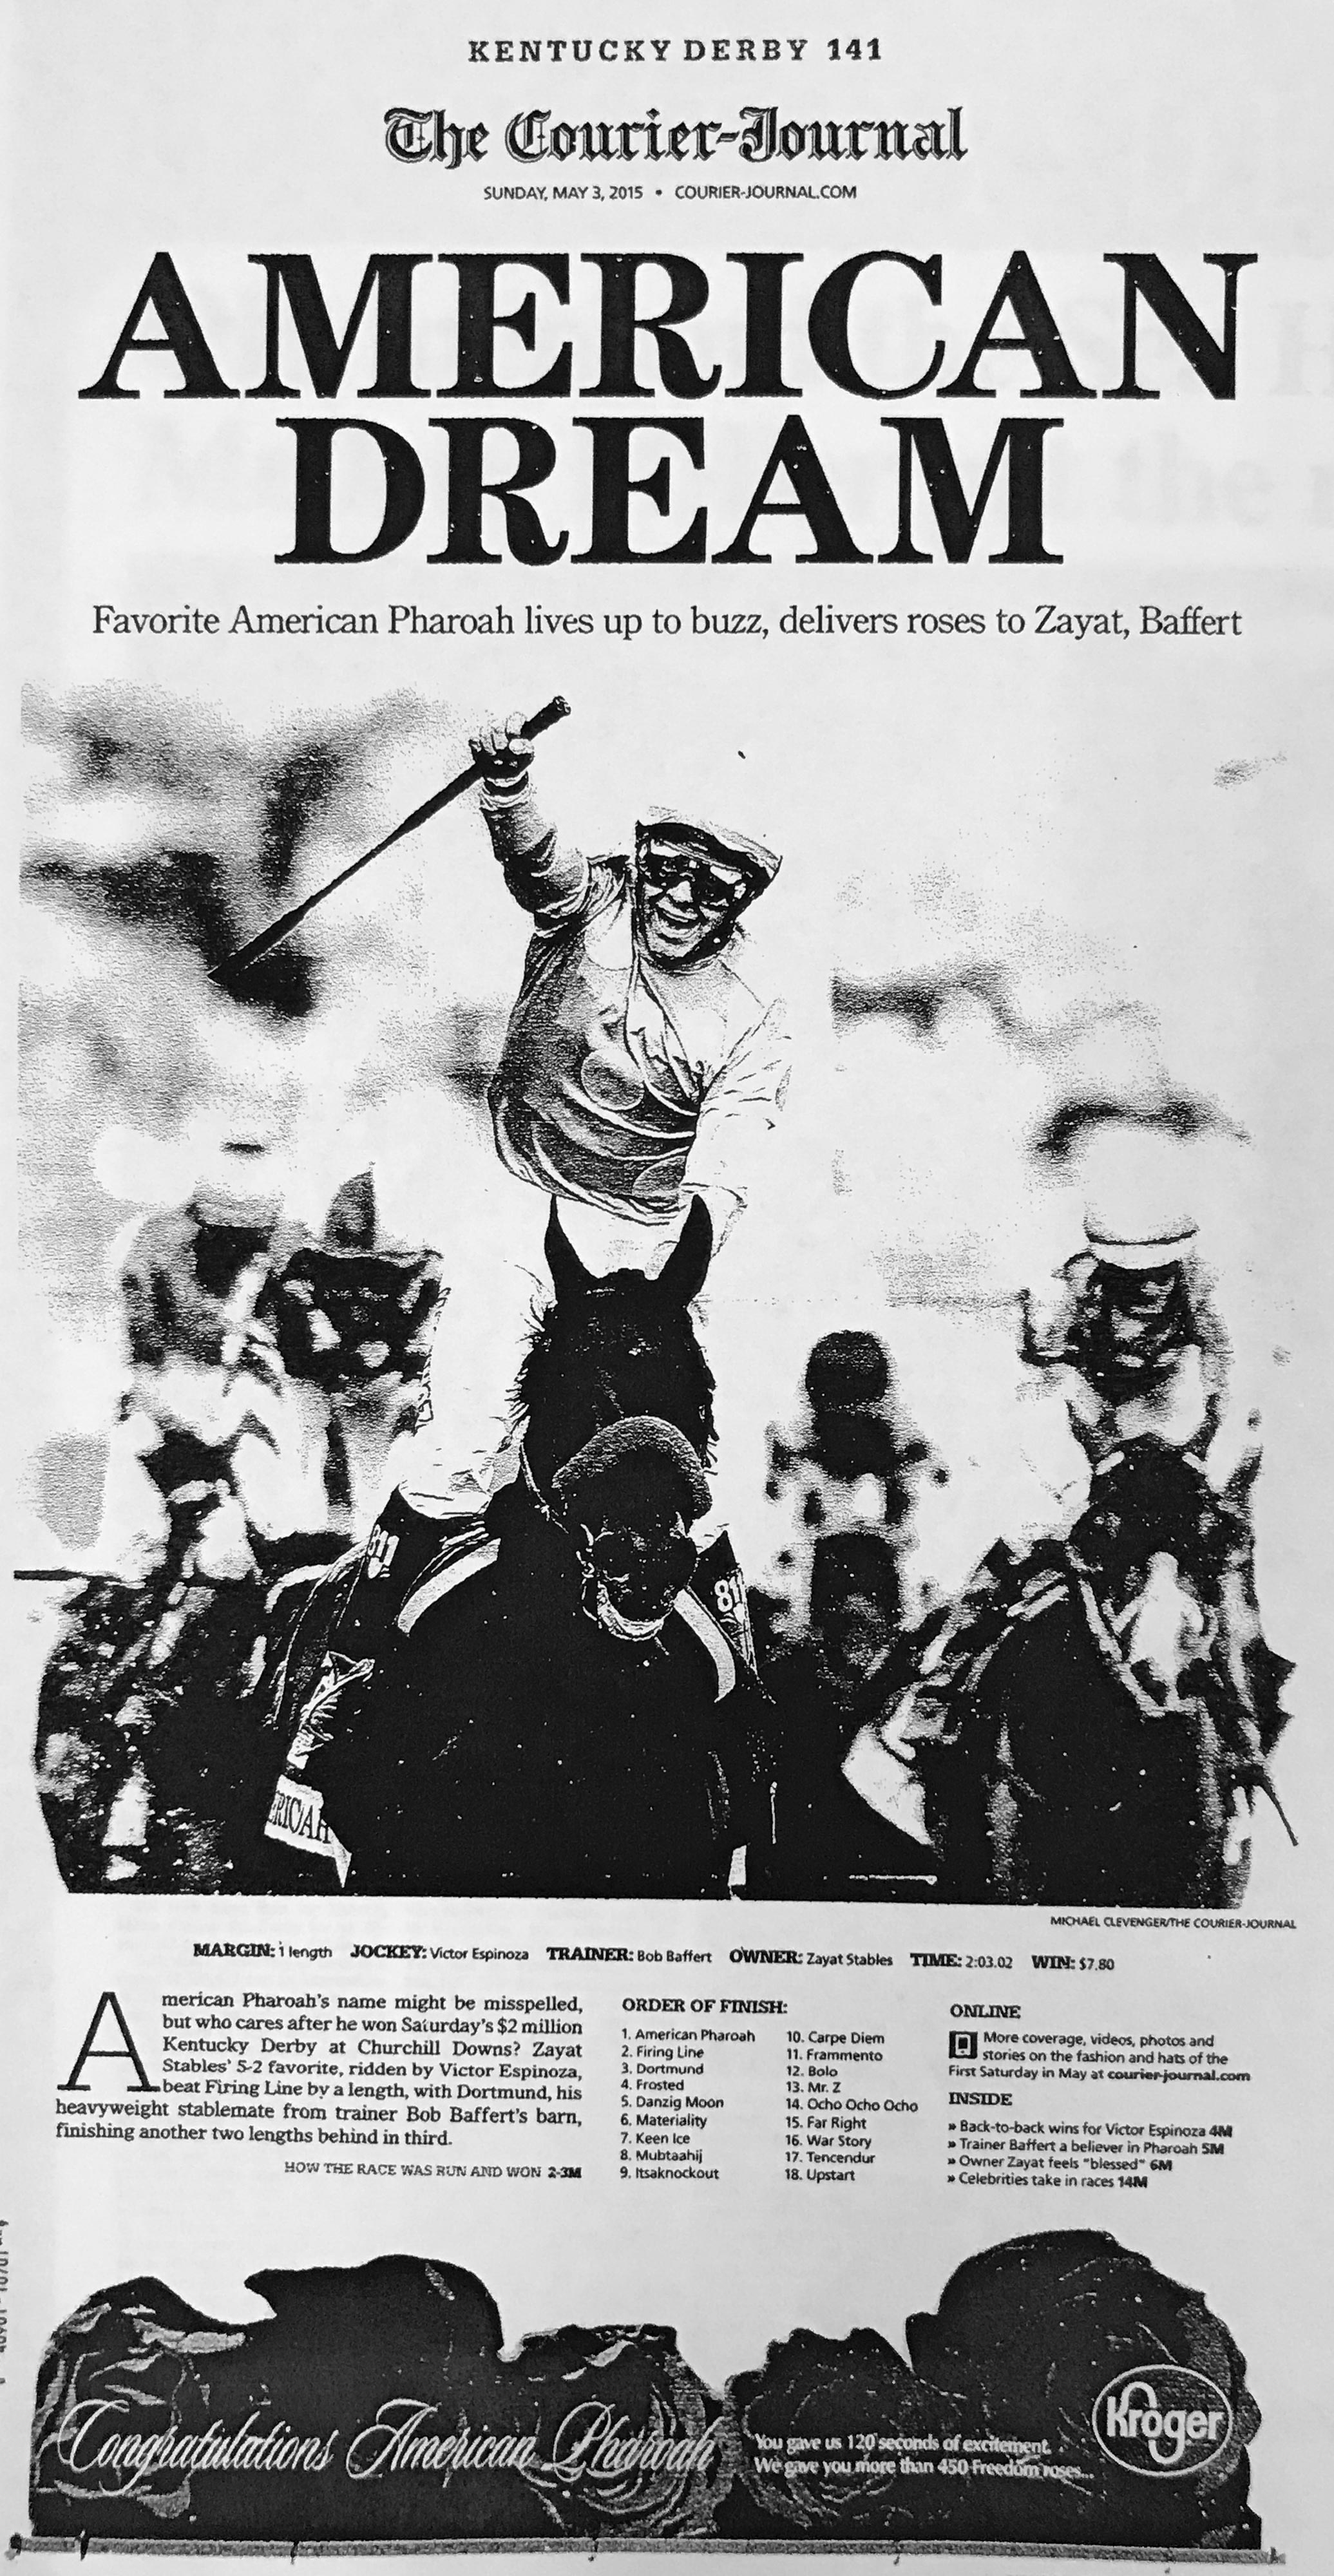 KENTUCKY DERBY 141
The Courier-Journal
SUNDAY, MAY 3, 2015 • COURIER-JOURNAL.COM
AMERICAN
DREAM
Favorite American Pharoah lives up to buzz, delivers roses to Zayat, Baffert
811
811
RICAN
MICHAEL CLEVENGER/THE COURIER-JOURNAL
MARGIN: 1 length JOCKEY: Victor Espinoza TRAINER: Bob Baffert OWNER: Zayat Stables TIME: 2:03.02 WIN: $7.80
American Pharoah's name might be misspelled,
but who cares after he won Saturday's $2 million
Kentucky Derby at Churchill Downs? Zayat
Stables' 5-2 favorite, ridden by Victor Espinoza,
beat Firing Line by a length, with Dortmund, his
heavyweight stablemate from trainer Bob Baffert's barn,
finishing another two lengths behind in third.
HOW THE RACE WAS RUN AND WON 2-3M
ORDER OF FINISH:
1. American Pharoah
2. Firing Line
3. Dortmund
4. Frosted
5. Danzig Moon
6. Materiality
7. Keen Ice
8. Mubtaahij
9. Itsaknockout
10. Carpe Diem
11. Frammento
12. Bolo
13. Mr. Z
14. Ocho Ocho Ocho
15. Far Right
16. War Story
17. Tencendur
18. Upstart
ONLINE
More coverage, videos, photos and
stories on the fashion and hats of the
First Saturday in May at courier-journal.com
INSIDE
» Back-to-back wins for Victor Espinoza 4M
» Trainer Baffert a believer in Pharoah 5M
» Owner Zayat feels "blessed" 6M
» Celebrities take in races 14M
Congratulations American Pharoah
You gave us 120 seconds of excitement.
We gave you more than 450 Freedom roses...
Kroger